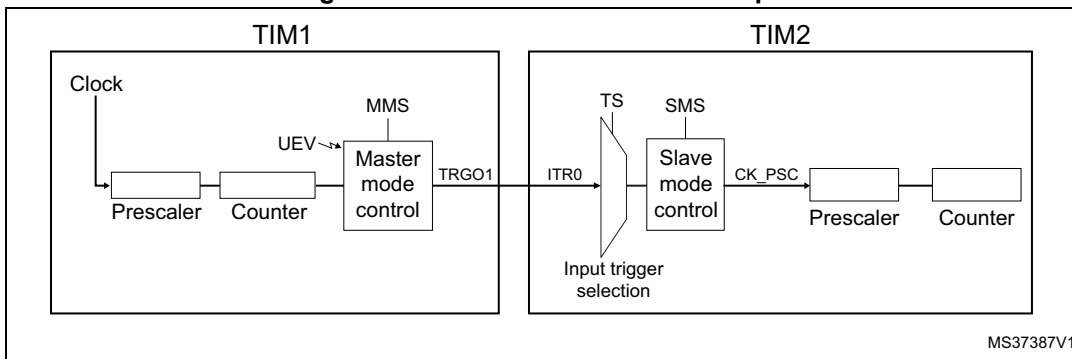 TIM1
TIM2
Clock
MMS
TS
SMS
UEV
Master
mode
control
TRGO1
ITR0
Slave
mode
control
CK_PSC
Prescaler
Counter
Prescaler
Counter
Input trigger
selection
MS37387V1